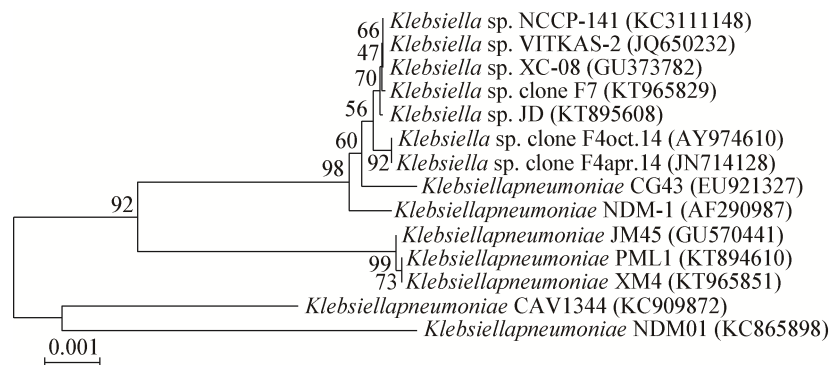 Klebsiella sp. NCCP-141 (KC3111148)
66
Klebsiella sp. VITKAS-2 (JQ650232)
47
Klebsiella sp. XC-08 (GU373782)
70
Klebsiella sp. clone F7 (KT965829)
56
Klebsiella sp. JD (KT895608)
60
Klebsiella sp. clone F4oct.14 (AY974610)
98
92
Klebsiella sp. clone F4apr.14 (JN714128)
Klebsiellapneumoniae CG43 (EU921327)
92
Klebsiellapneumoniae NDM-1 (AF290987)
Klebsiellapneumoniae JM45 (GU570441)
99
Klebsiellapneumoniae PML1 (KT894610)
73
Klebsiellapneumoniae XM4 (KT965851)
Klebsiellapneumoniae CAV1344 (KC909872)
Klebsiellapneumoniae NDM01 (KC865898)
0.001